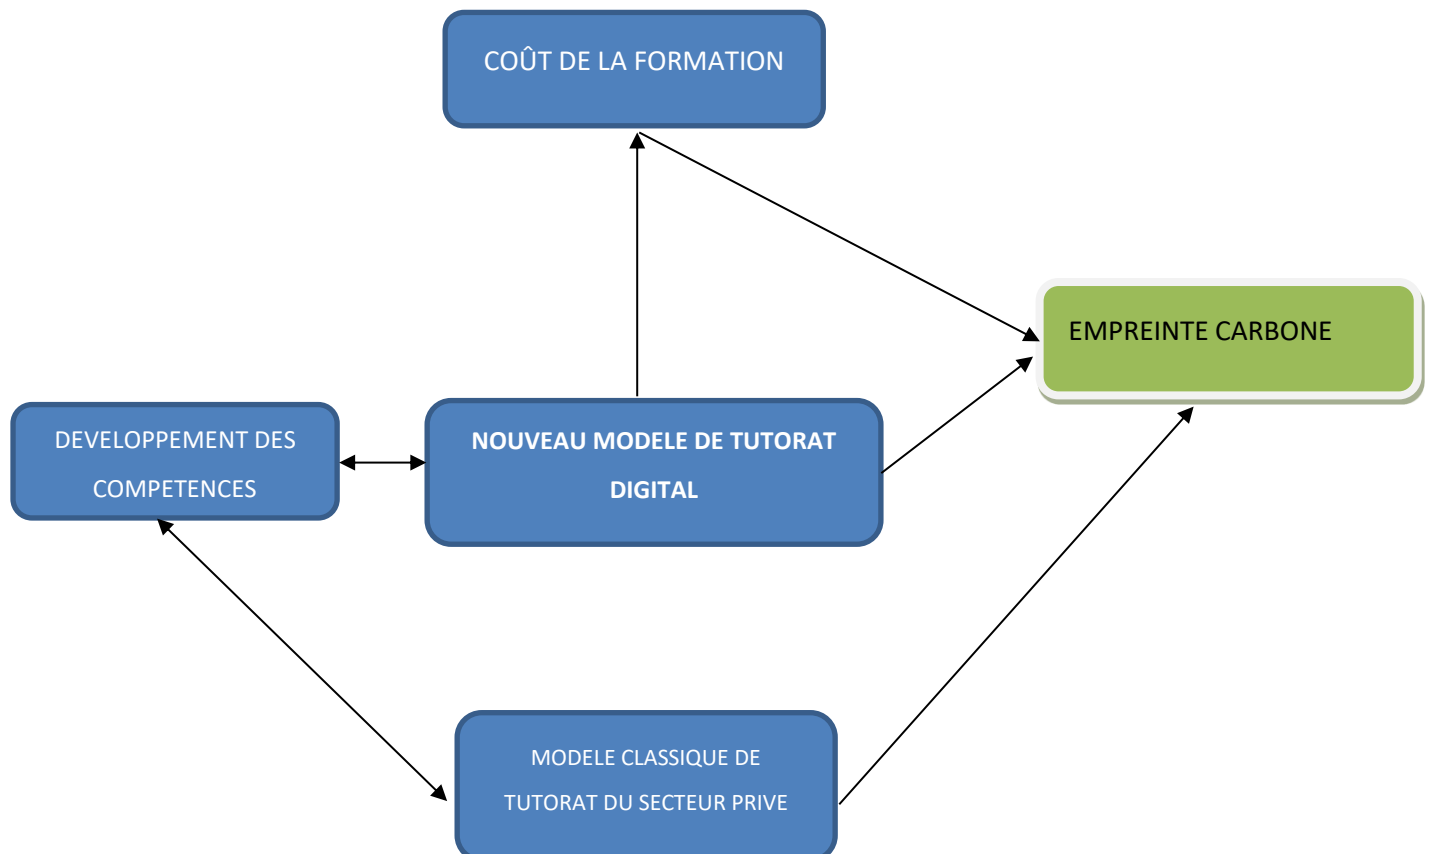 COÛT DE LA FORMATION
EMPREINTE CARBONE
DEVELOPPEMENT DES
COMPETENCES
NOUVEAU MODELE DE TUTORAT
DIGITAL
MODELE CLASSIQUE DE
TUTORAT DU SECTEUR PRIVE